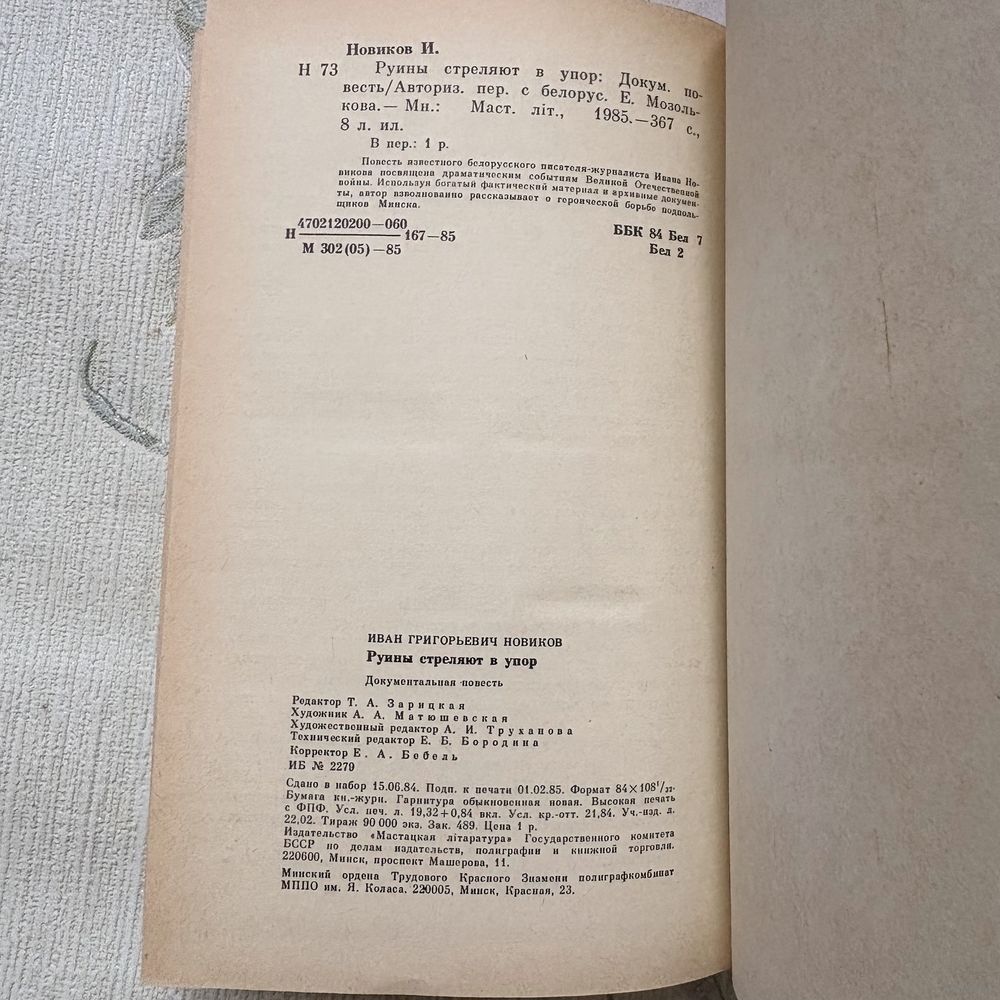 Новиков И.
Н 73 Руины стреляют в упор: Докум. по-
весть/Авториз. пер. с белорус. Е. Мозоль-
кова.— Мн.: Маст. літ., 1985.—367 с.,
8 л. ил.
В пер.: 1 р.
Повесть известного белорусского писателя-журналиста Ивана Но-
викова посвящена драматическим событиям Великой Отечественной
войны. Используя богатый фактический материал и архивные докумен-
ты, автор взволнованно рассказывает о героической борьбе подполь-
щиков Минска.
Н 4702120200—060 167—85 ББК 84 Бел 7
М 302(05)—85 Бел 2
ИВАН ГРИГОРЬЕВИЧ НОВИКОВ
Руины стреляют в упор
Документальная повесть
Редактор Т. А. Зарицкая
Художник А. А. Матюшевская
Художественный редактор А. И. Труханова
Технический редактор Е. Б. Бородина
Корректор Е. А. Бебель
ИБ № 2279
Сдано в набор 15.06.84. Подп. к печати 01.02.85. Формат 84×108¹/₃₂.
Бумага кн.-журн. Гарнитура обыкновенная новая. Высокая печать
с ФПФ. Усл. печ. л. 19,32+0,84 вкл. Усл. кр.-отт. 21,84. Уч.-изд. л.
22,02. Тираж 90 000 экз. Зак. 489. Цена 1 р.
Издательство «Мастацкая літаратура» Государственного комитета
БССР по делам издательств, полиграфии и книжной торговли.
220600, Минск, проспект Машерова, 11.
Минский ордена Трудового Красного Знамени полиграфкомбинат
МППО им. Я. Коласа. 220005, Минск, Красная, 23.